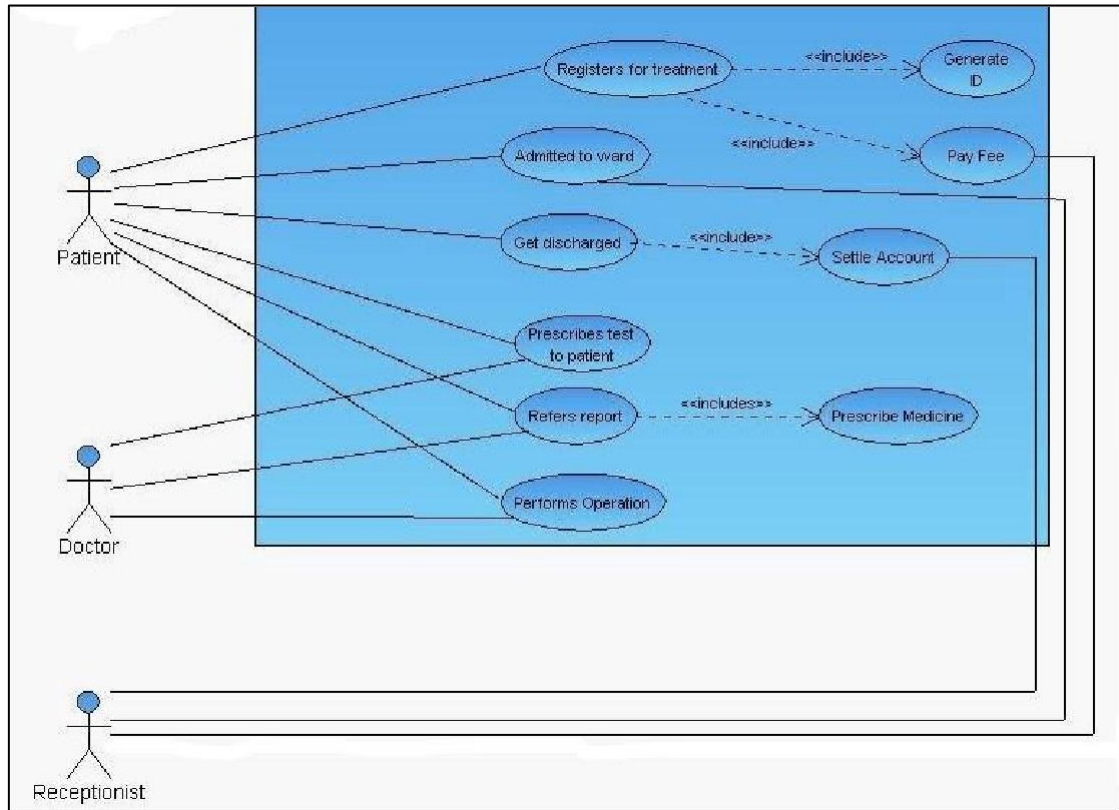 Registers for treatment
<<include>>
Generate
ID
<<include>>
Pay Fee
Admitted to ward
Patient
Get discharged
<<include>>
Settle Account
Prescribes test
to patient
Refers report
<<includes>>
Prescribe Medicine
Performs Operation
Doctor
Receptionist